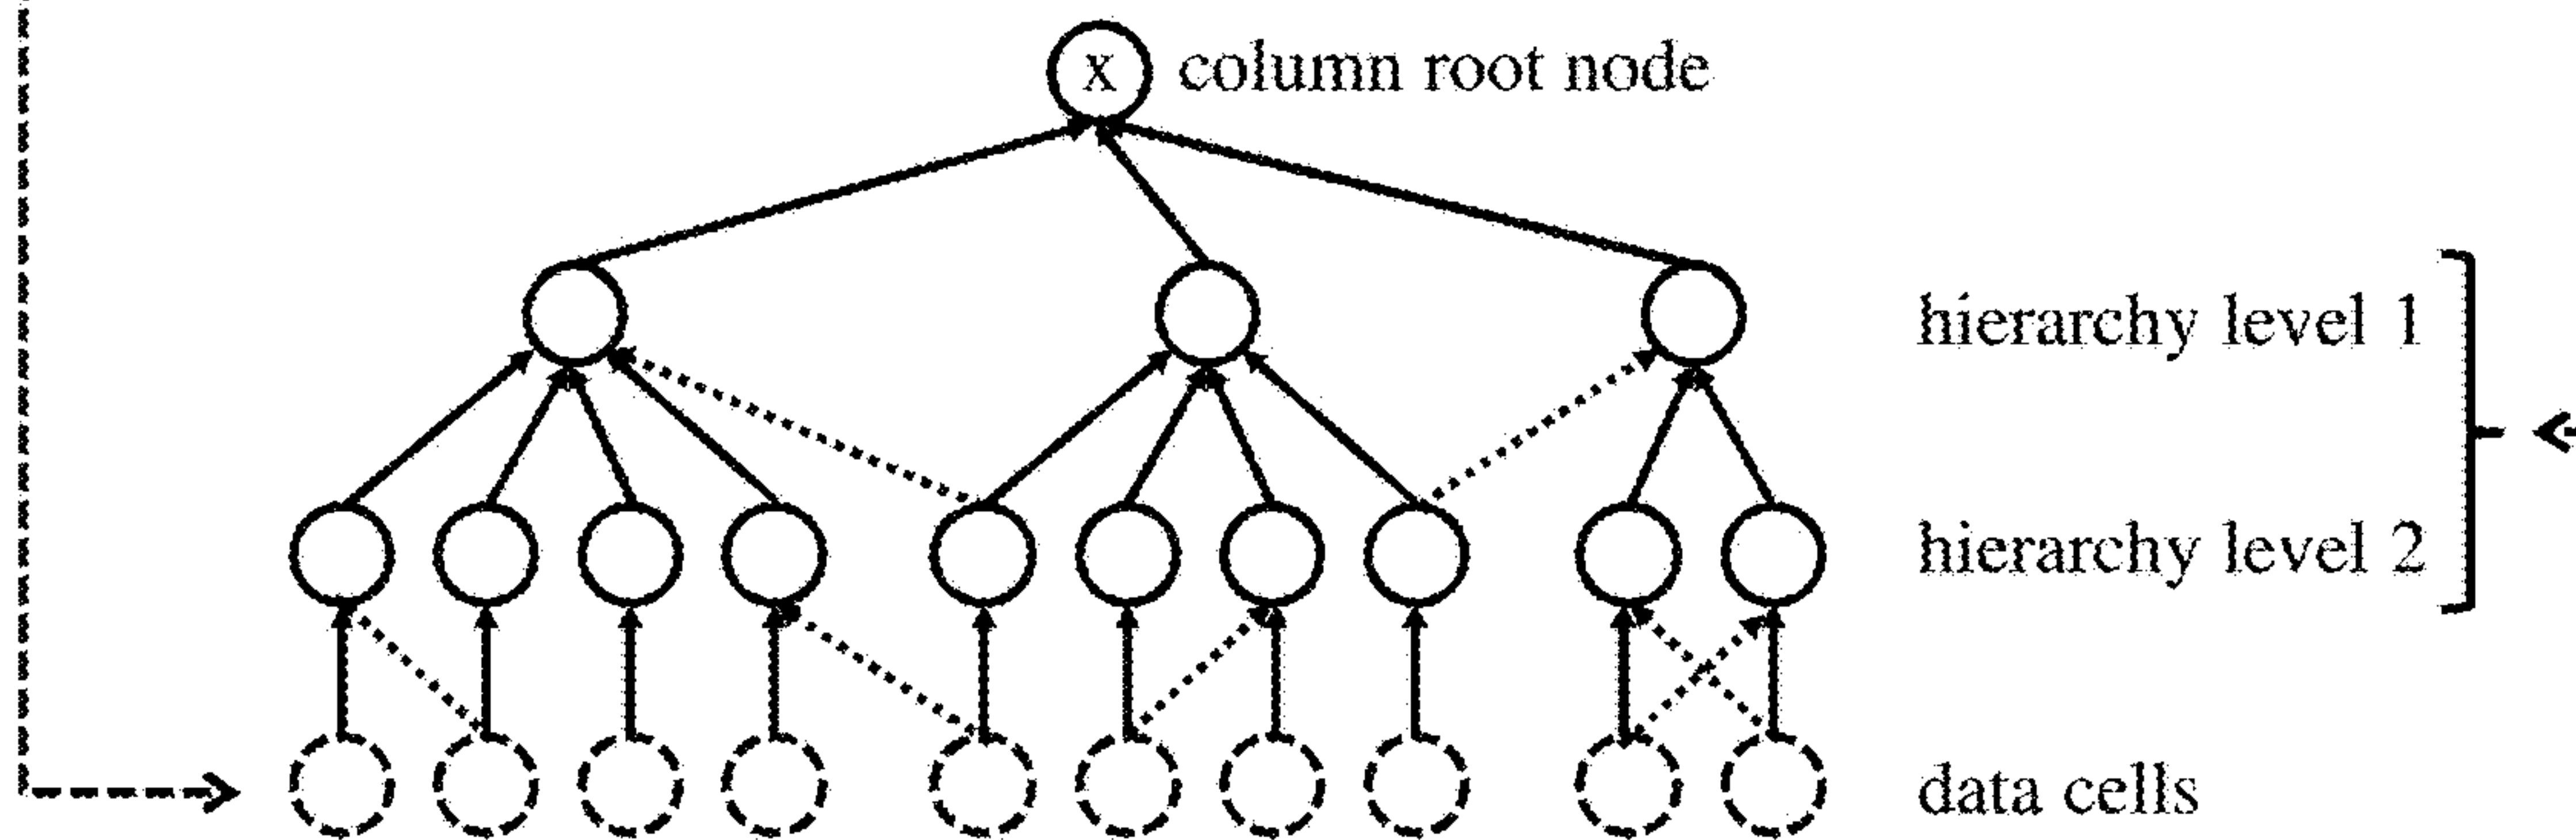 x column root node
hierarchy level 1
hierarchy level 2
data cells